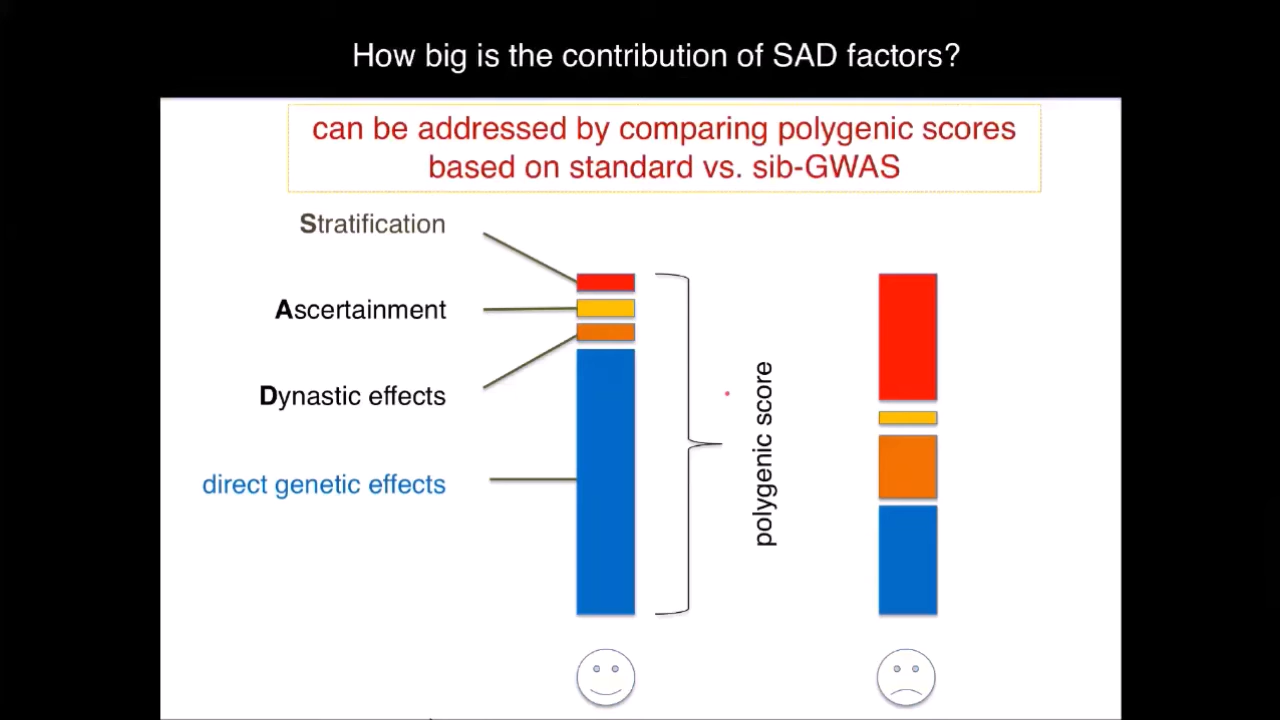 How big is the contribution of SAD factors?
can be addressed by comparing polygenic scores
based on standard vs. sib-GWAS
Stratification
Ascertainment
Dynastic effects
direct genetic effects
polygenic score